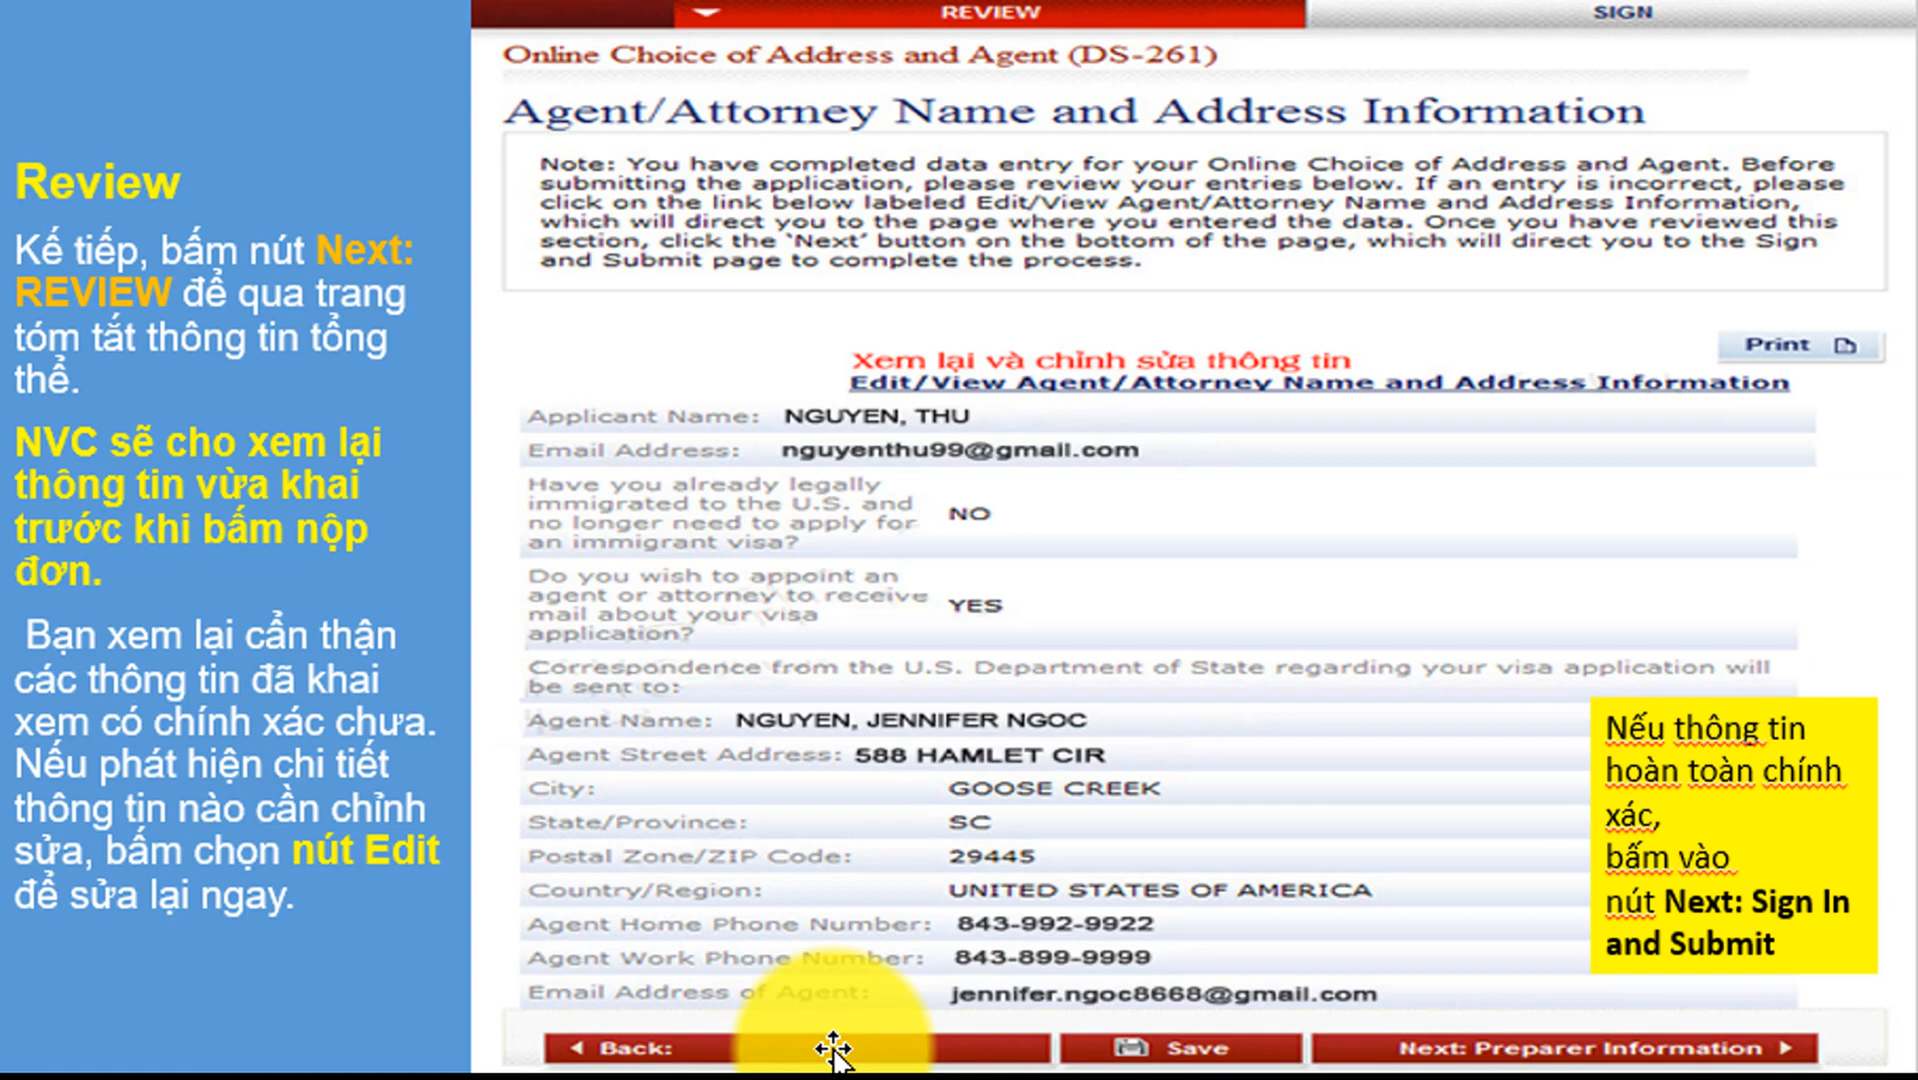 Review
Kế tiếp, bấm nút Next:
REVIEW để qua trang
tóm tắt thông tin tổng
thể.
NVC sẽ cho xem lại
thông tin vừa khai
trước khi bấm nộp
đơn.
Bạn xem lại cẩn thận
các thông tin đã khai
xem có chính xác chưa.
Nếu phát hiện chi tiết
thông tin nào cần chỉnh
sửa, bấm chọn nút Edit
để sửa lại ngay.
REVIEW
SIGN
Online Choice of Address and Agent (DS-261)
Agent/Attorney Name and Address Information
Note: You have completed data entry for your Online Choice of Address and Agent. Before
submitting the application, please review your entries below. If an entry is incorrect, please
click on the link below labeled Edit/View Agent/Attorney Name and Address Information,
which will direct you to the page where you entered the data. Once you have reviewed this
section, click the ‘Next’ button on the bottom of the page, which will direct you to the Sign
and Submit page to complete the process.
Print
Xem lại và chỉnh sửa thông tin
Edit/View Agent/Attorney Name and Address Information
Applicant Name: NGUYEN, THU
Email Address: nguyenthu99@gmail.com
Have you already legally
immigrated to the U.S. and
no longer need to apply for
an immigrant visa?
NO
Do you wish to appoint an
agent or attorney to receive
mail about your visa
application?
YES
Correspondence from the U.S. Department of State regarding your visa application will
be sent to:
Agent Name: NGUYEN, JENNIFER NGOC
Agent Street Address: 588 HAMLET CIR
City: GOOSE CREEK
State/Province: SC
Postal Zone/ZIP Code: 29445
Country/Region: UNITED STATES OF AMERICA
Agent Home Phone Number: 843-992-9922
Agent Work Phone Number: 843-899-9999
Email Address of Agent: jennifer.ngoc8668@gmail.com
Nếu thông tin
hoàn toàn chính
xác,
bấm vào
nút Next: Sign In
and Submit
Back:
Save
Next: Preparer Information